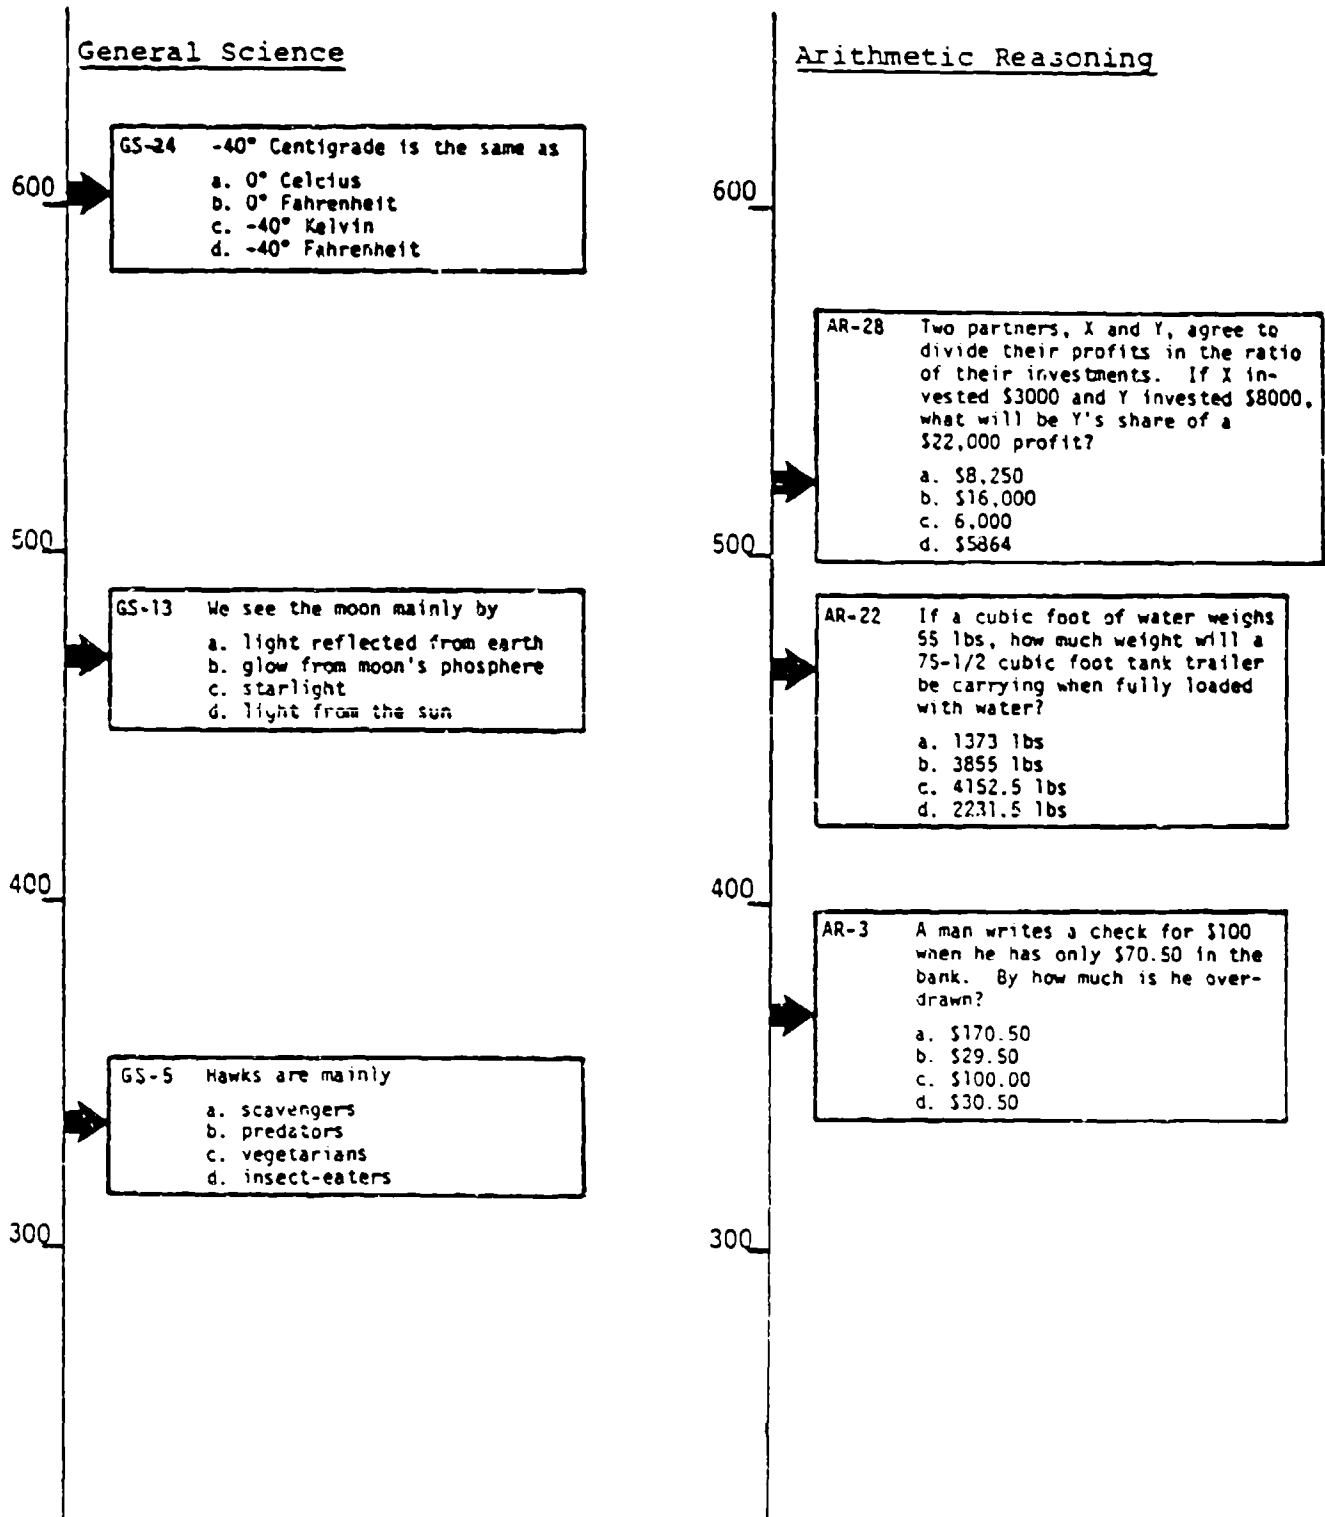 General Science
600
GS-24 -40° Centigrade is the same as
a. 0° Celcius
b. 0° Fahrenheit
c. -40° Kelvin
d. -40° Fahrenheit
500
GS-13 We see the moon mainly by
a. light reflected from earth
b. glow from moon's phosphere
c. starlight
d. light from the sun
400
GS-5 Hawks are mainly
a. scavengers
b. predators
c. vegetarians
d. insect-eaters
300
Arithmetic Reasoning
600
AR-28 Two partners, X and Y, agree to
divide their profits in the ratio
of their investments. If X in-
vested $3000 and Y invested $8000,
what will be Y's share of a
$22,000 profit?
a. $8,250
b. $16,000
c. 6,000
d. $5864
500
AR-22 If a cubic foot of water weighs
55 lbs, how much weight will a
75-1/2 cubic foot tank trailer
be carrying when fully loaded
with water?
a. 1373 lbs
b. 3855 lbs
c. 4152.5 lbs
d. 2231.5 lbs
400
AR-3 A man writes a check for $100
when he has only $70.50 in the
bank. By how much is he over-
drawn?
a. $170.50
b. $29.50
c. $100.00
d. $30.50
300